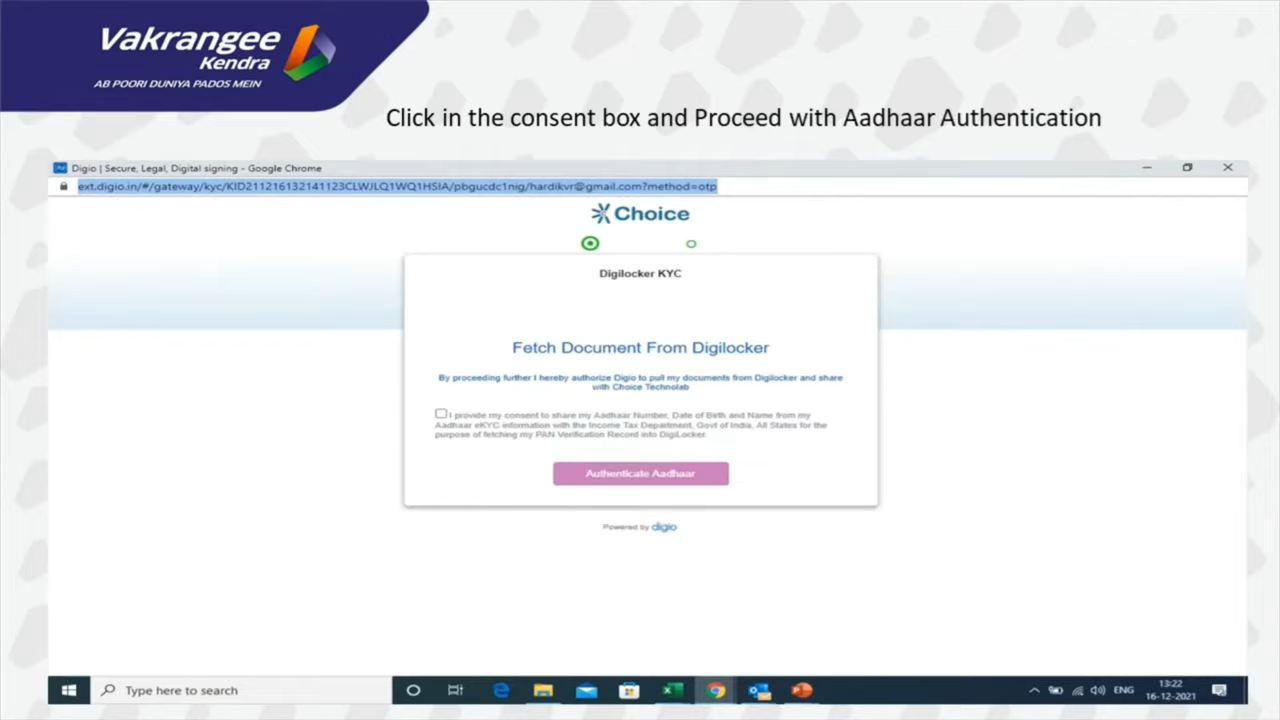 Vakrangee
Kendra
AB POORI DUNIYA PADOS MEIN
Click in the consent box and Proceed with Aadhaar Authentication
Digio | Secure, Legal, Digital signing - Google Chrome
ext.digio.in/#/gateway/kyc/KID211216132141123CLWJLQ1WQ1HSIA/pbgucdc1nig/hardikvr@gmail.com?method=otp
Choice
Digilocker KYC
Fetch Document From Digilocker
By proceeding further I hereby authorize Digio to pull my documents from Digilocker and share
with Choice Technolab
I provide my consent to share my Aadhaar Number, Date of Birth and Name from my
Aadhaar eKYC information with the Income Tax Department, Govt of India, All States for the
purpose of fetching my PAN Verification Record into DigiLocker.
Authenticate Aadhaar
Powered by digio
Type here to search
ENG
13:22
16-12-2021